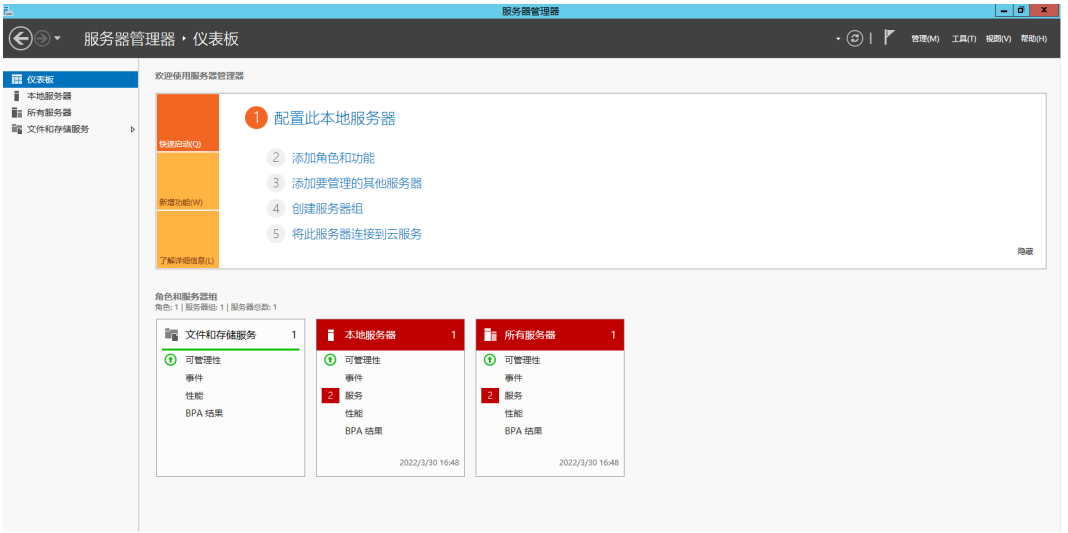 服务器管理器
服务器管理器 · 仪表板
管理(M) 工具(T) 视图(V) 帮助(H)
仪表板
本地服务器
所有服务器
文件和存储服务
欢迎使用服务器管理器
快速启动(Q)
新增功能(W)
了解详细信息(L)
1 配置此本地服务器
2 添加角色和功能
3 添加要管理的其他服务器
4 创建服务器组
5 将此服务器连接到云服务
隐藏
角色和服务器组
角色: 1 | 服务器组: 1 | 服务器总数: 1
文件和存储服务 1
可管理性
事件
性能
BPA 结果
本地服务器 1
可管理性
事件
2 服务
性能
BPA 结果
2022/3/30 16:48
所有服务器 1
可管理性
事件
2 服务
性能
BPA 结果
2022/3/30 16:48